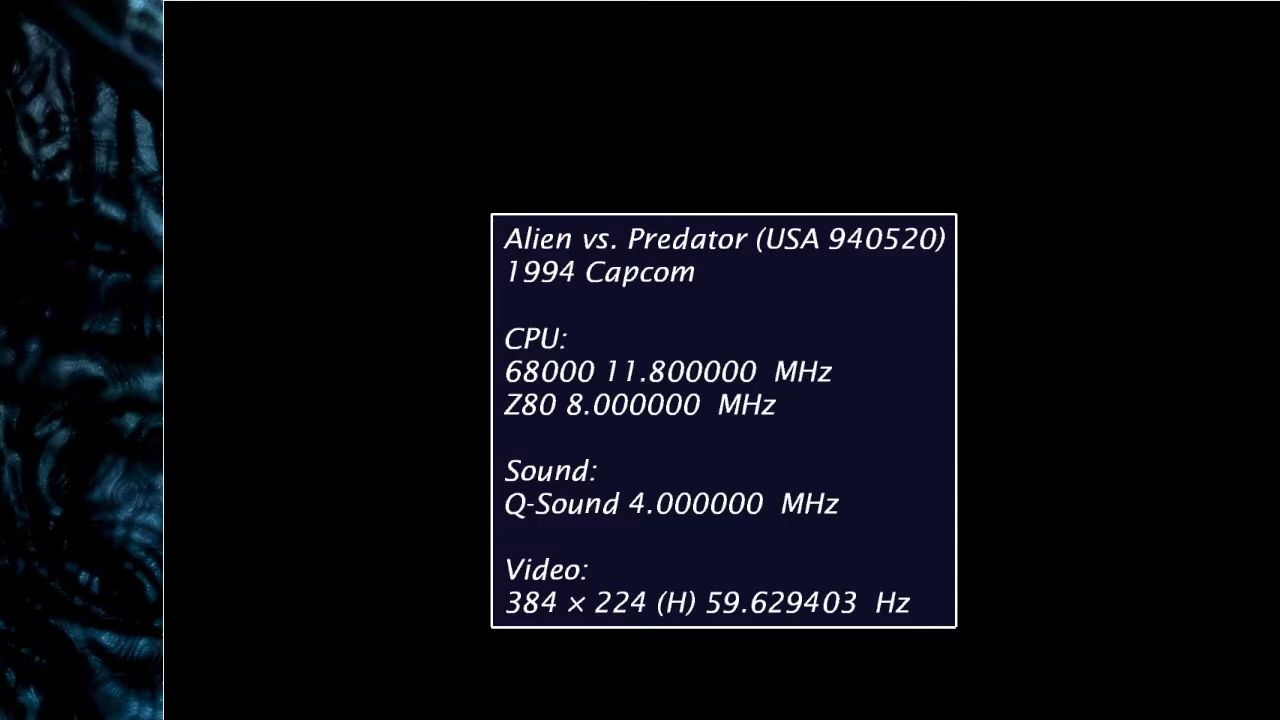 Alien vs. Predator (USA 940520)
1994 Capcom
CPU:
68000 11.800000 MHz
Z80 8.000000 MHz
Sound:
Q-Sound 4.000000 MHz
Video:
384 × 224 (H) 59.629403 Hz